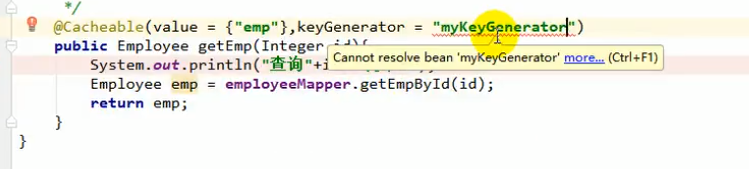 */
@Cacheable(value = {"emp"},keyGenerator = "myKeyGenerator")
public Employee getEmp(Integer id){
Cannot resolve bean 'myKeyGenerator' more... (Ctrl+F1)
System.out.println("查询"+i
Employee emp = employeeMapper.getEmpById(id);
return emp;
}
}